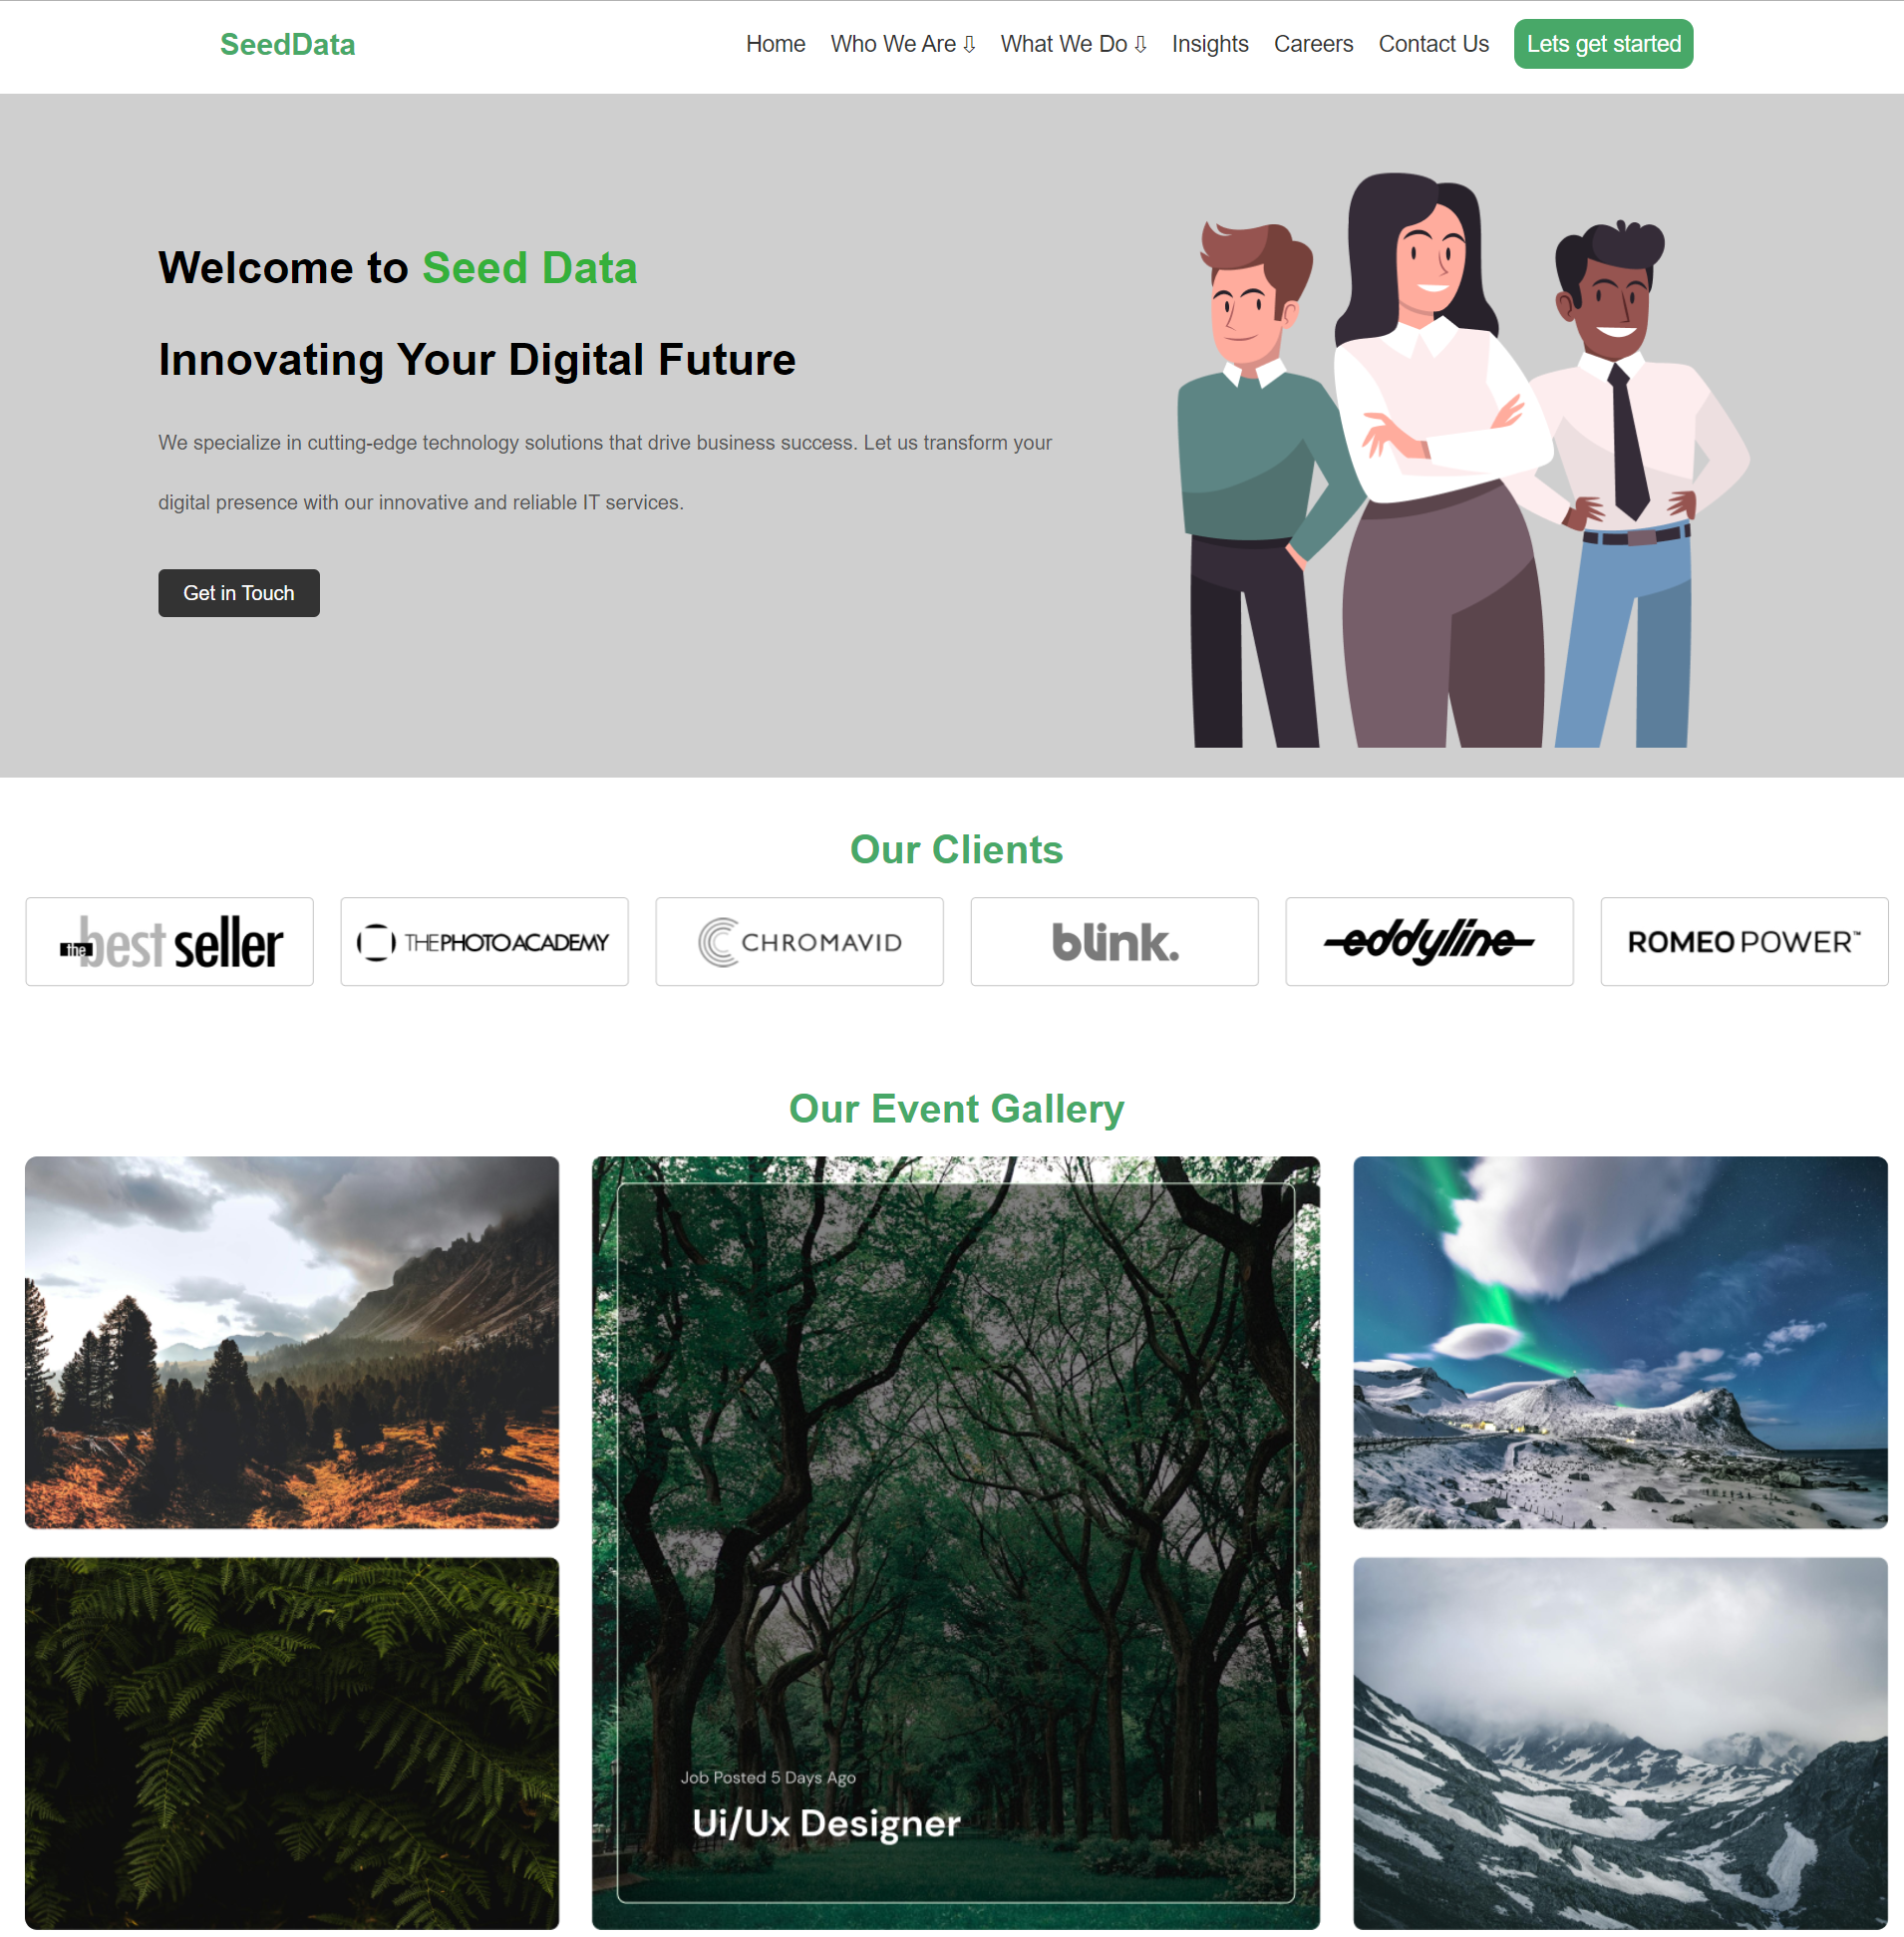 SeedData
Home Who We Are ⇩ What We Do ⇩ Insights Careers Contact Us Lets get started
Welcome to Seed Data
Innovating Your Digital Future
We specialize in cutting-edge technology solutions that drive business success. Let us transform your
digital presence with our innovative and reliable IT services.
Get in Touch
Our Clients
the best seller
THEPHOTOACADEMY
CHROMAVID
blink.
eddyline
ROMEO POWER™
Our Event Gallery
Job Posted 5 Days Ago
Ui/Ux Designer